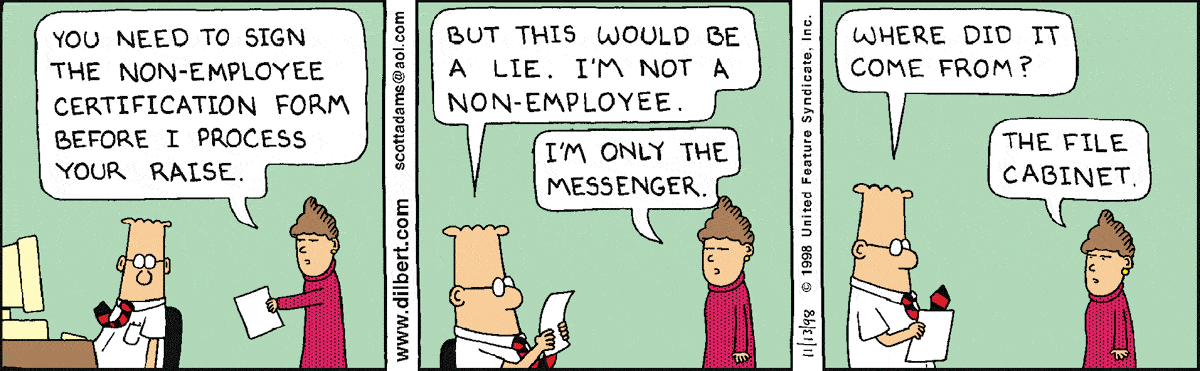 YOU NEED TO SIGN
THE NON-EMPLOYEE
CERTIFICATION FORM
BEFORE I PROCESS
YOUR RAISE.
www.dilbert.com scottadams@aol.com
BUT THIS WOULD BE
A LIE. I'M NOT A
NON-EMPLOYEE.
I'M ONLY THE
MESSENGER.
11/13/98 © 1998 United Feature Syndicate, Inc.
WHERE DID IT
COME FROM?
THE FILE
CABINET.